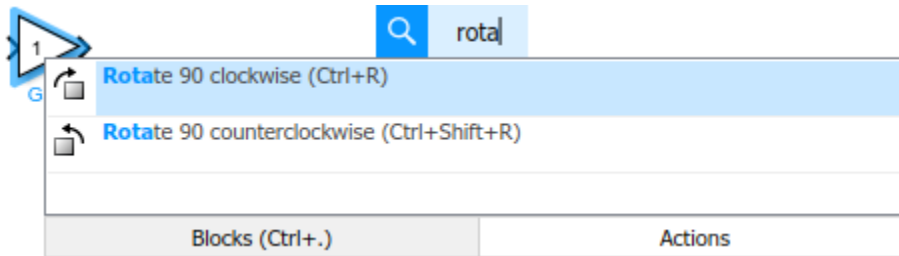 1
rota
G
Rotate 90 clockwise (Ctrl+R)
Rotate 90 counterclockwise (Ctrl+Shift+R)
Blocks (Ctrl+.)
Actions